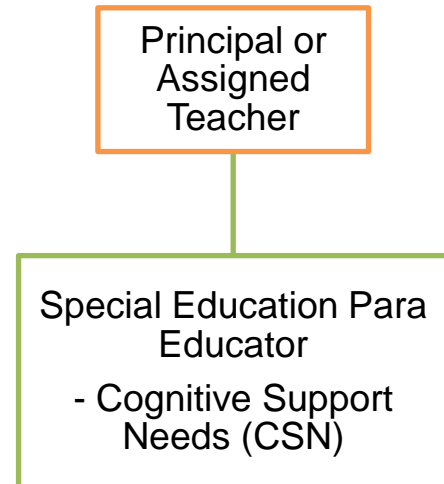 Principal or
Assigned
Teacher
Special Education Para
Educator
- Cognitive Support
Needs (CSN)